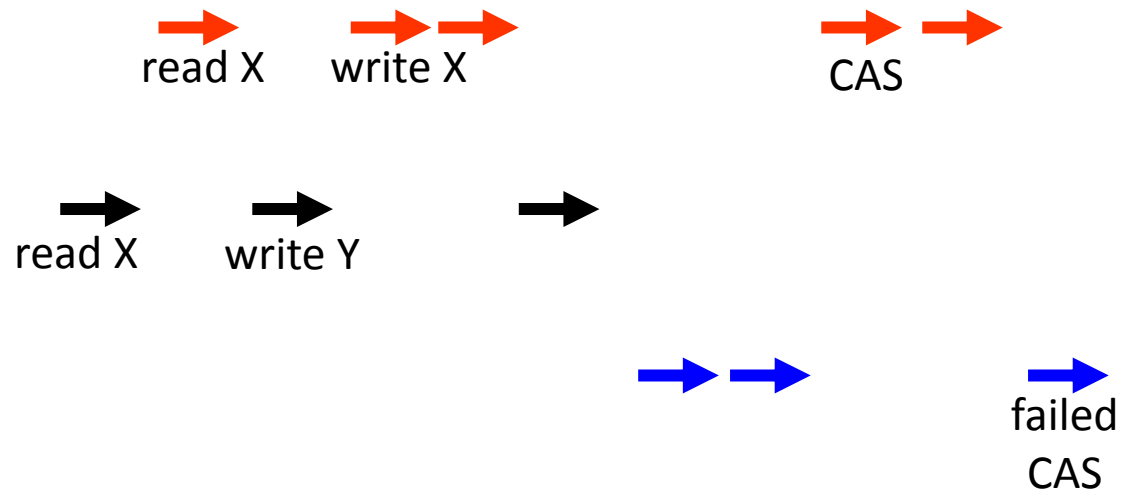 read X
write X
CAS
read X
write Y
failed
CAS